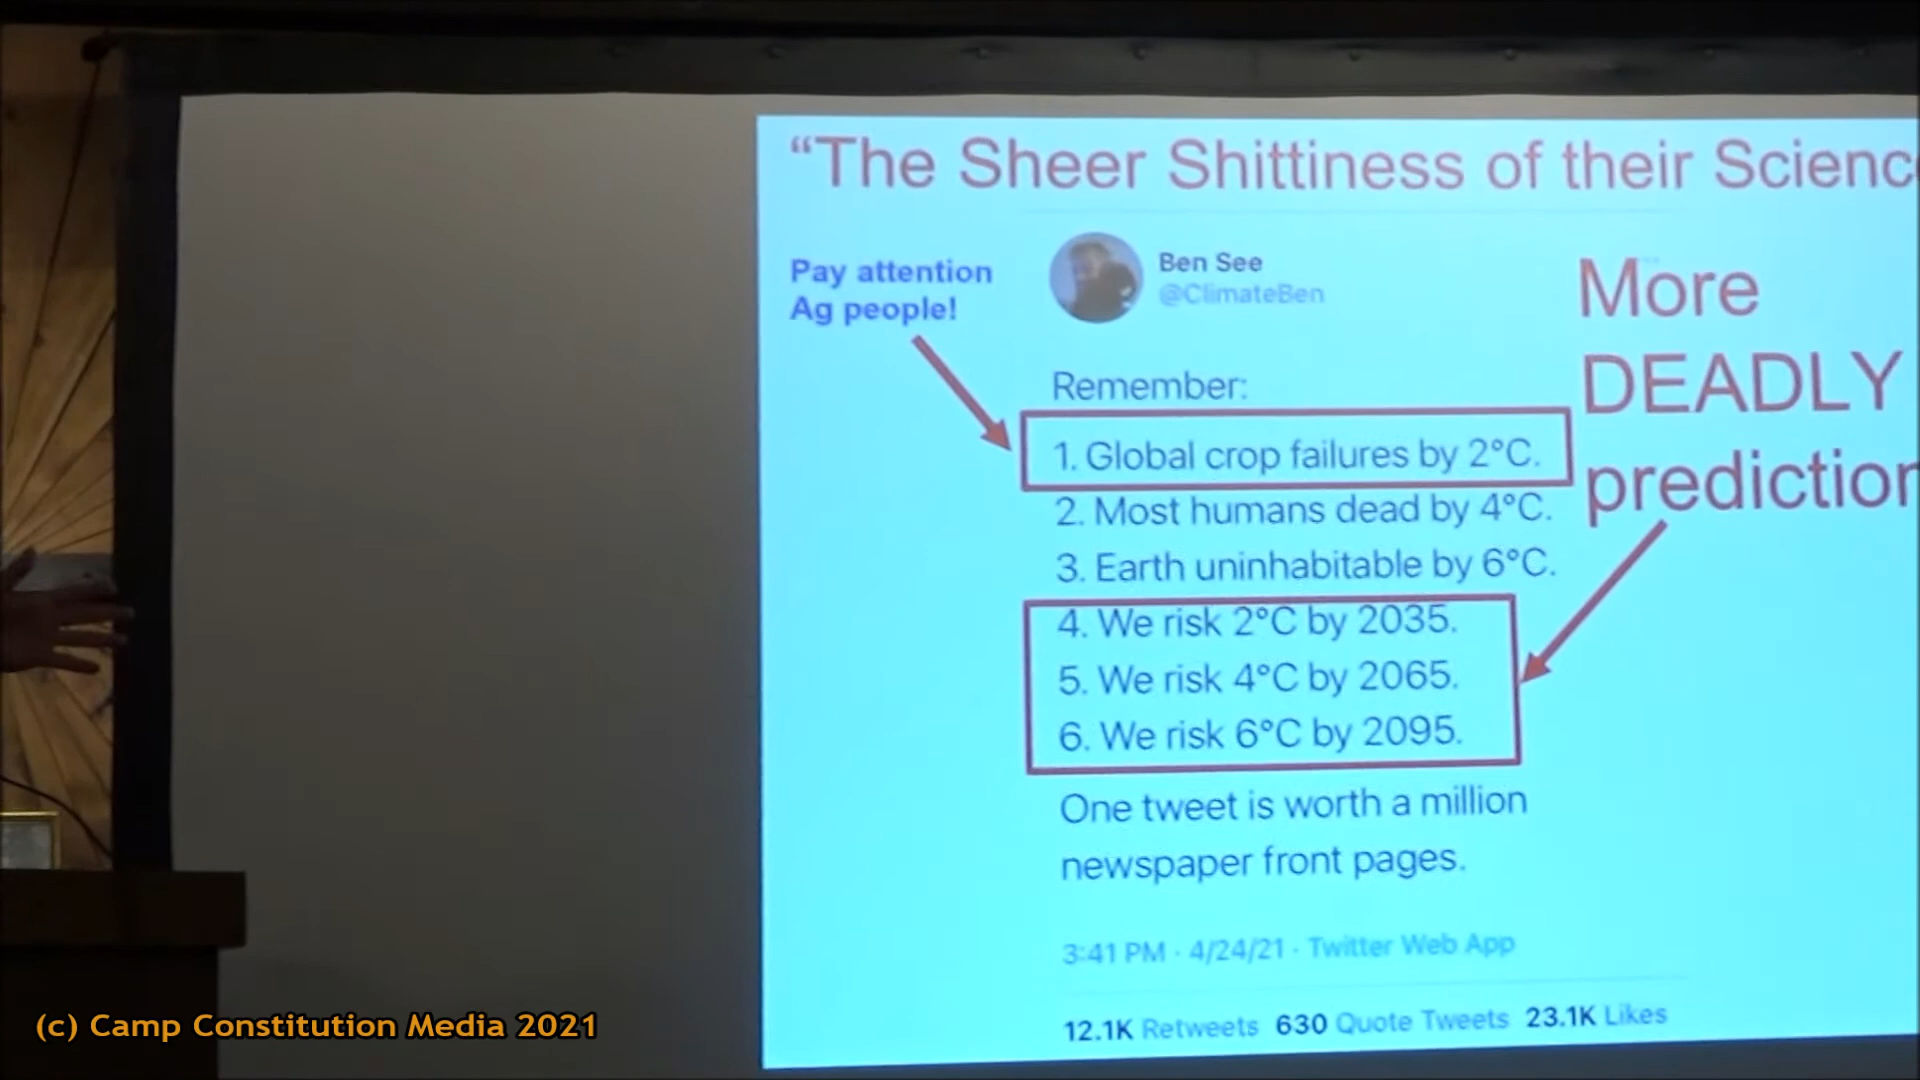 “The Sheer Shittiness of their Scienc
Pay attention
Ag people!
Ben See
@ClimateBen
More
DEADLY
prediction
Remember:
1. Global crop failures by 2°C.
2. Most humans dead by 4°C.
3. Earth uninhabitable by 6°C.
4. We risk 2°C by 2035.
5. We risk 4°C by 2065.
6. We risk 6°C by 2095.
One tweet is worth a million
newspaper front pages.
3:41 PM · 4/24/21 · Twitter Web App
12.1K Retweets 630 Quote Tweets 23.1K Likes
(c) Camp Constitution Media 2021